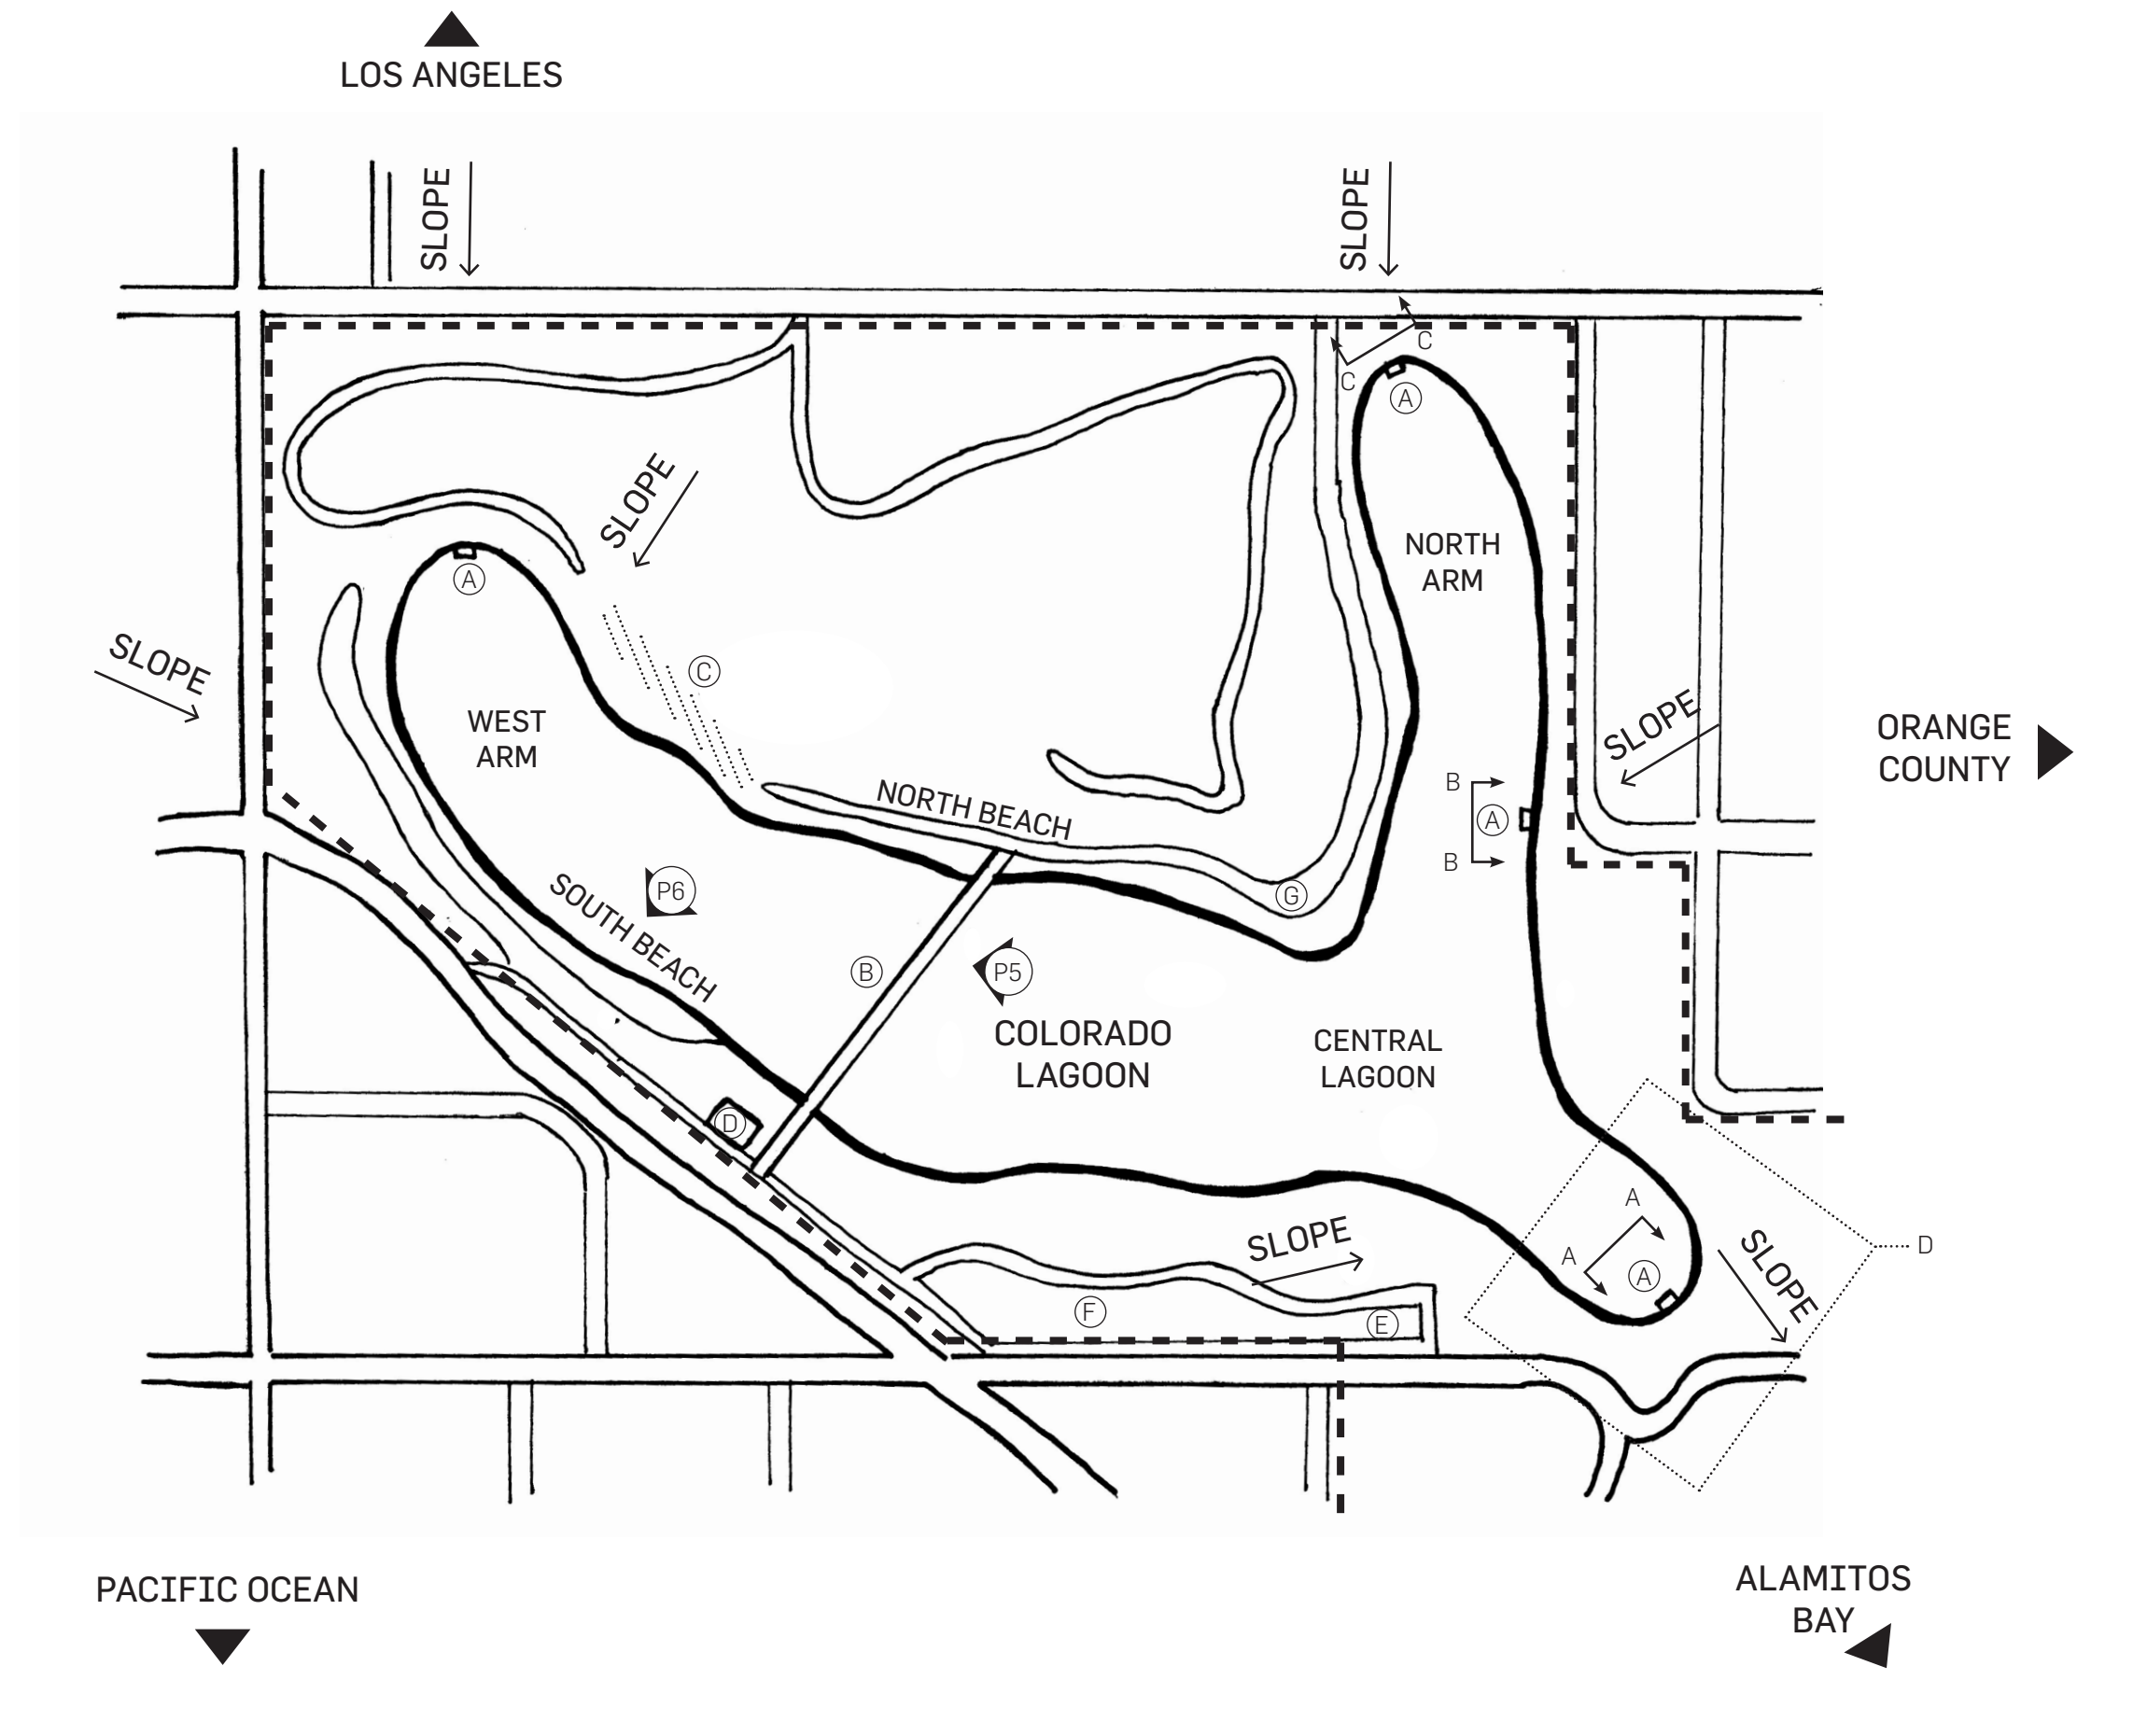 LOS ANGELES
SLOPE
SLOPE
C
C
A
SLOPE
NORTH
ARM
A
SLOPE
C
WEST
ARM
SLOPE
ORANGE
COUNTY
NORTH BEACH
B
A
B
P6
SOUTH BEACH
G
B
P5
COLORADO
LAGOON
CENTRAL
LAGOON
D
A
SLOPE
A
A
SLOPE
D
F
E
PACIFIC OCEAN
ALAMITOS
BAY